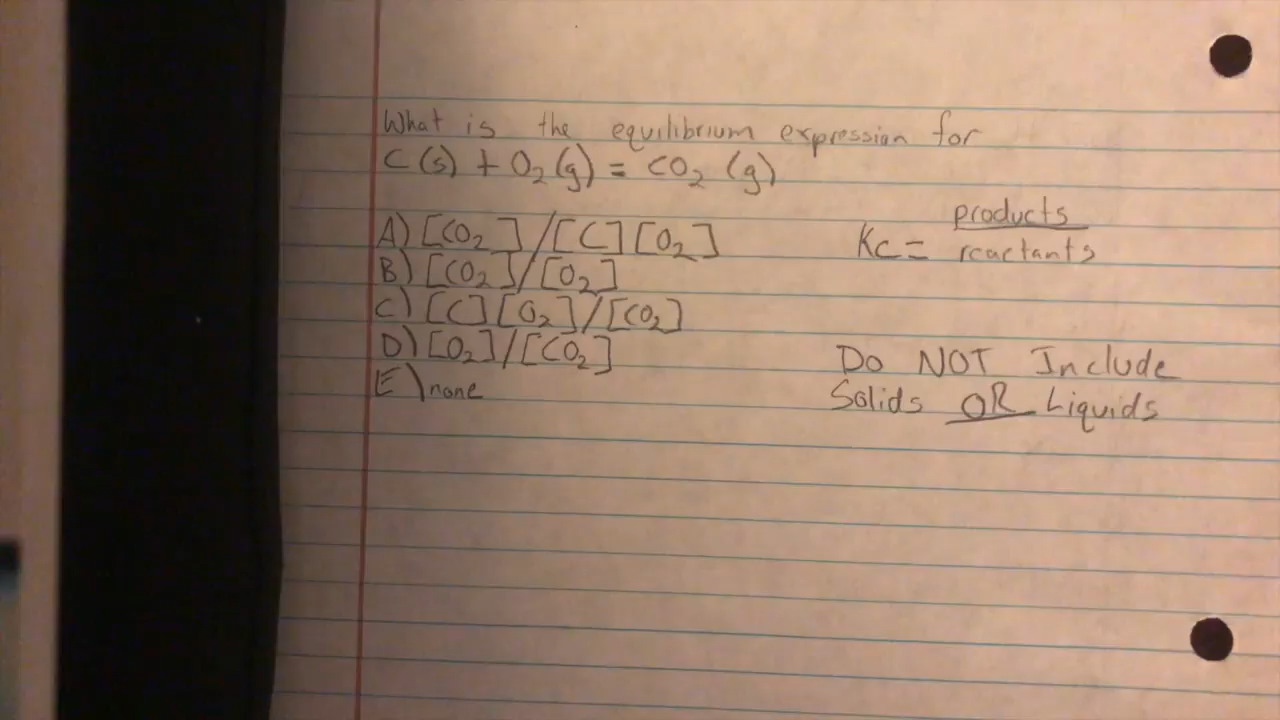 What is the equilibrium expression for
C(s) + O₂(g) = CO₂ (g)
A) [CO₂]/[C][O₂]
B) [CO₂]/[O₂]
C) [C][O₂]/[CO₂]
D) [O₂]/[CO₂]
E) none
products
Kc = reactants
Do NOT Include
Solids OR Liquids